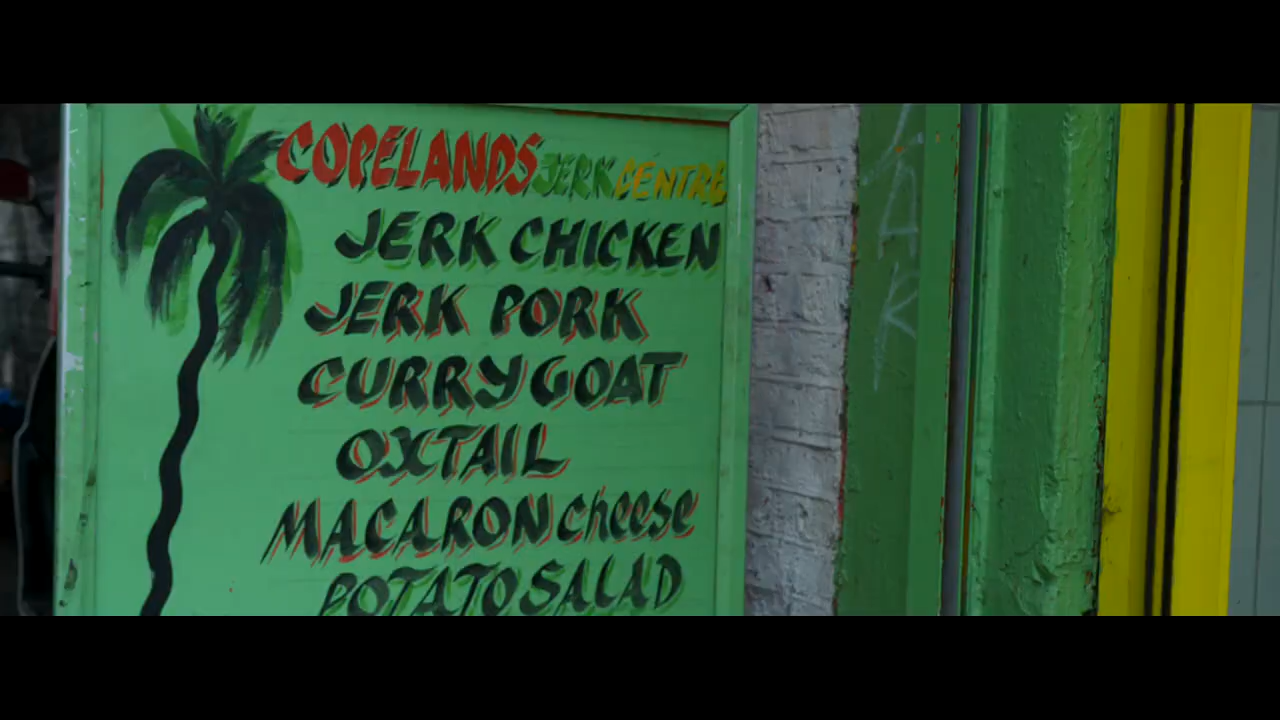 COPELANDS JERK CENTRE
JERK CHICKEN
JERK PORK
CURRY GOAT
OXTAIL
MACARON cheese
POTATO SALAD